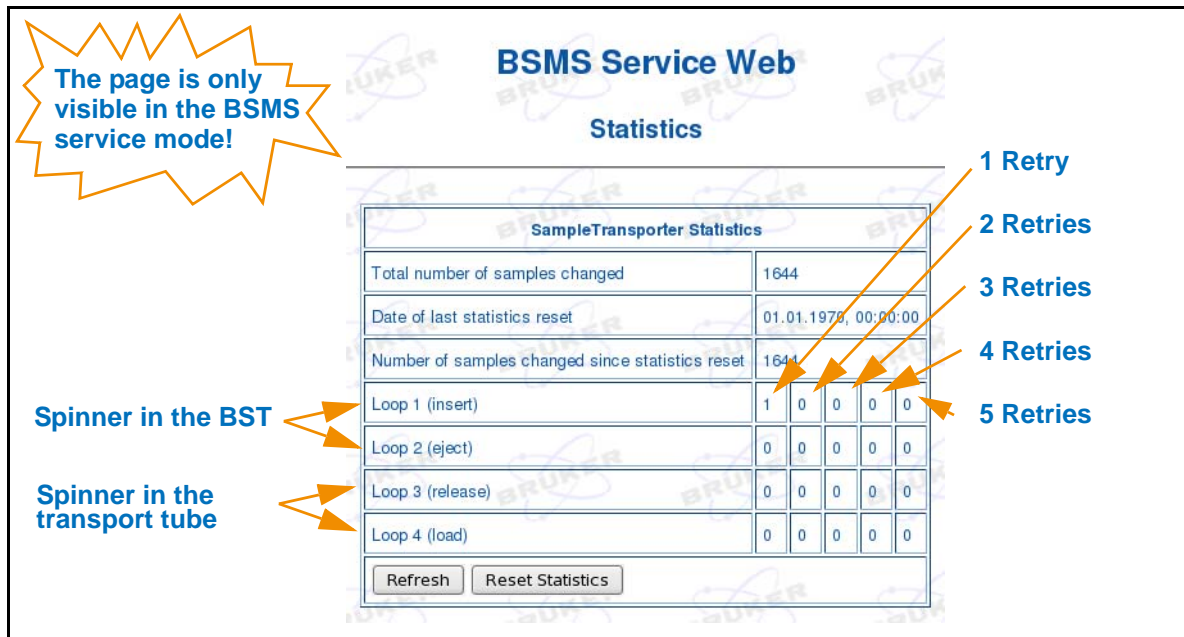 The page is only
visible in the BSMS
service mode!
BSMS Service Web
Statistics
SampleTransporter Statistics
Total number of samples changed 1644
Date of last statistics reset 01.01.1970, 00:00:00
Number of samples changed since statistics reset 1644
Loop 1 (insert) 1 0 0 0 0
Loop 2 (eject) 0 0 0 0 0
Loop 3 (release) 0 0 0 0 0
Loop 4 (load) 0 0 0 0 0
Refresh Reset Statistics
1 Retry
2 Retries
3 Retries
4 Retries
5 Retries
Spinner in the BST
Spinner in the
transport tube
BRUKER